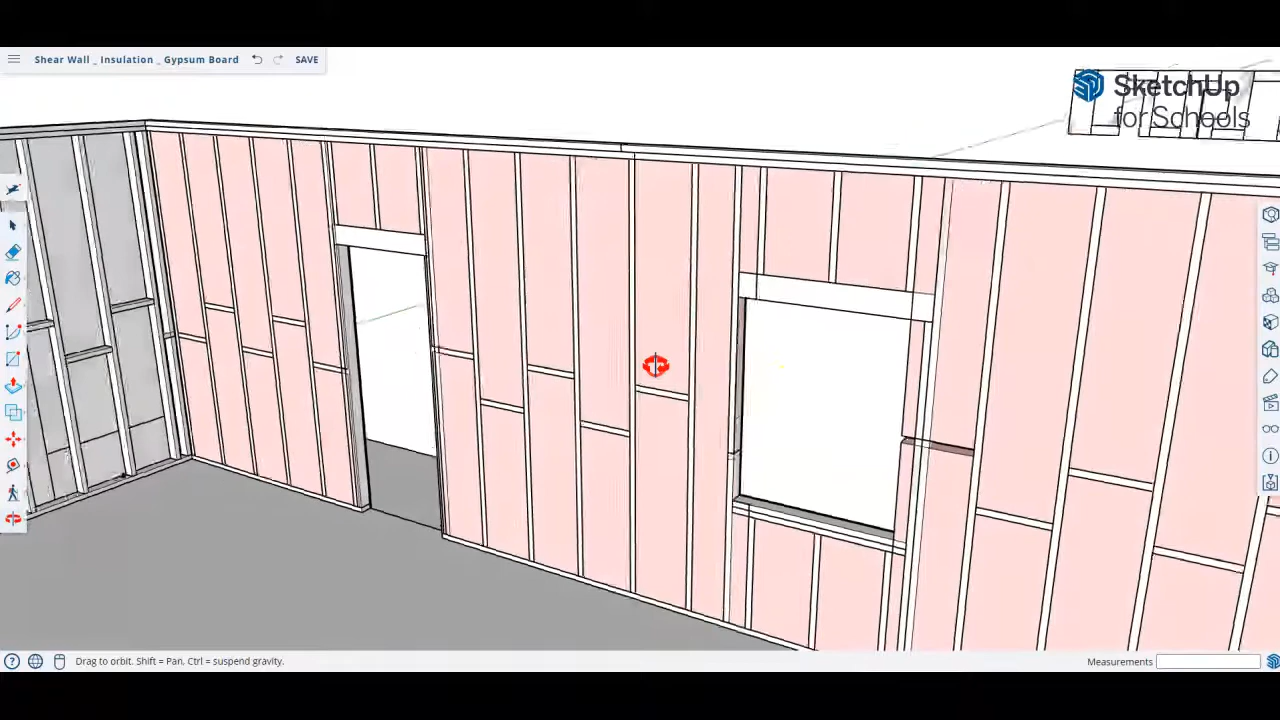 Shear Wall _ Insulation _ Gypsum Board
SAVE
SketchUp
for Schools
Drag to orbit. Shift = Pan, Ctrl = suspend gravity.
Measurements